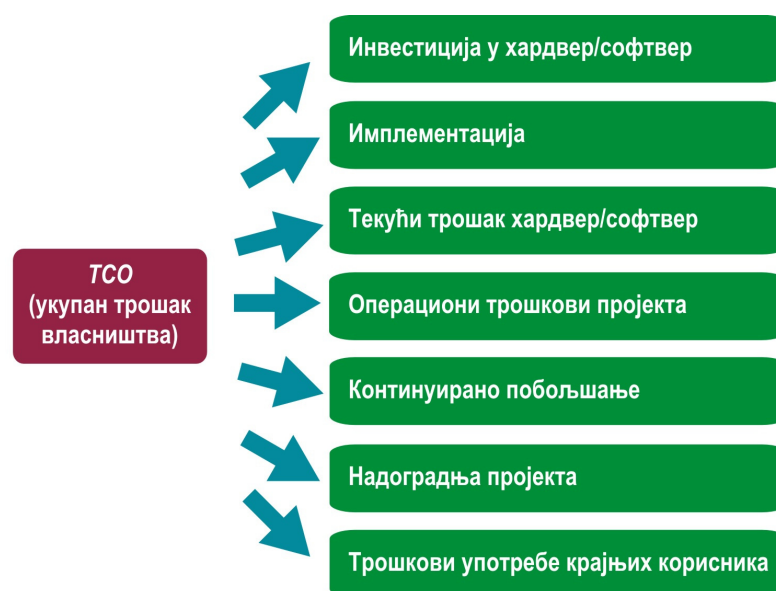 TCO
(укупан трошак
власништва)
Инвестиција у хардвер/софтвер
Имплементација
Текући трошак хардвер/софтвер
Операциони трошкови пројекта
Континуирано побољшање
Надоградња пројекта
Трошкови употребе крајњих корисника